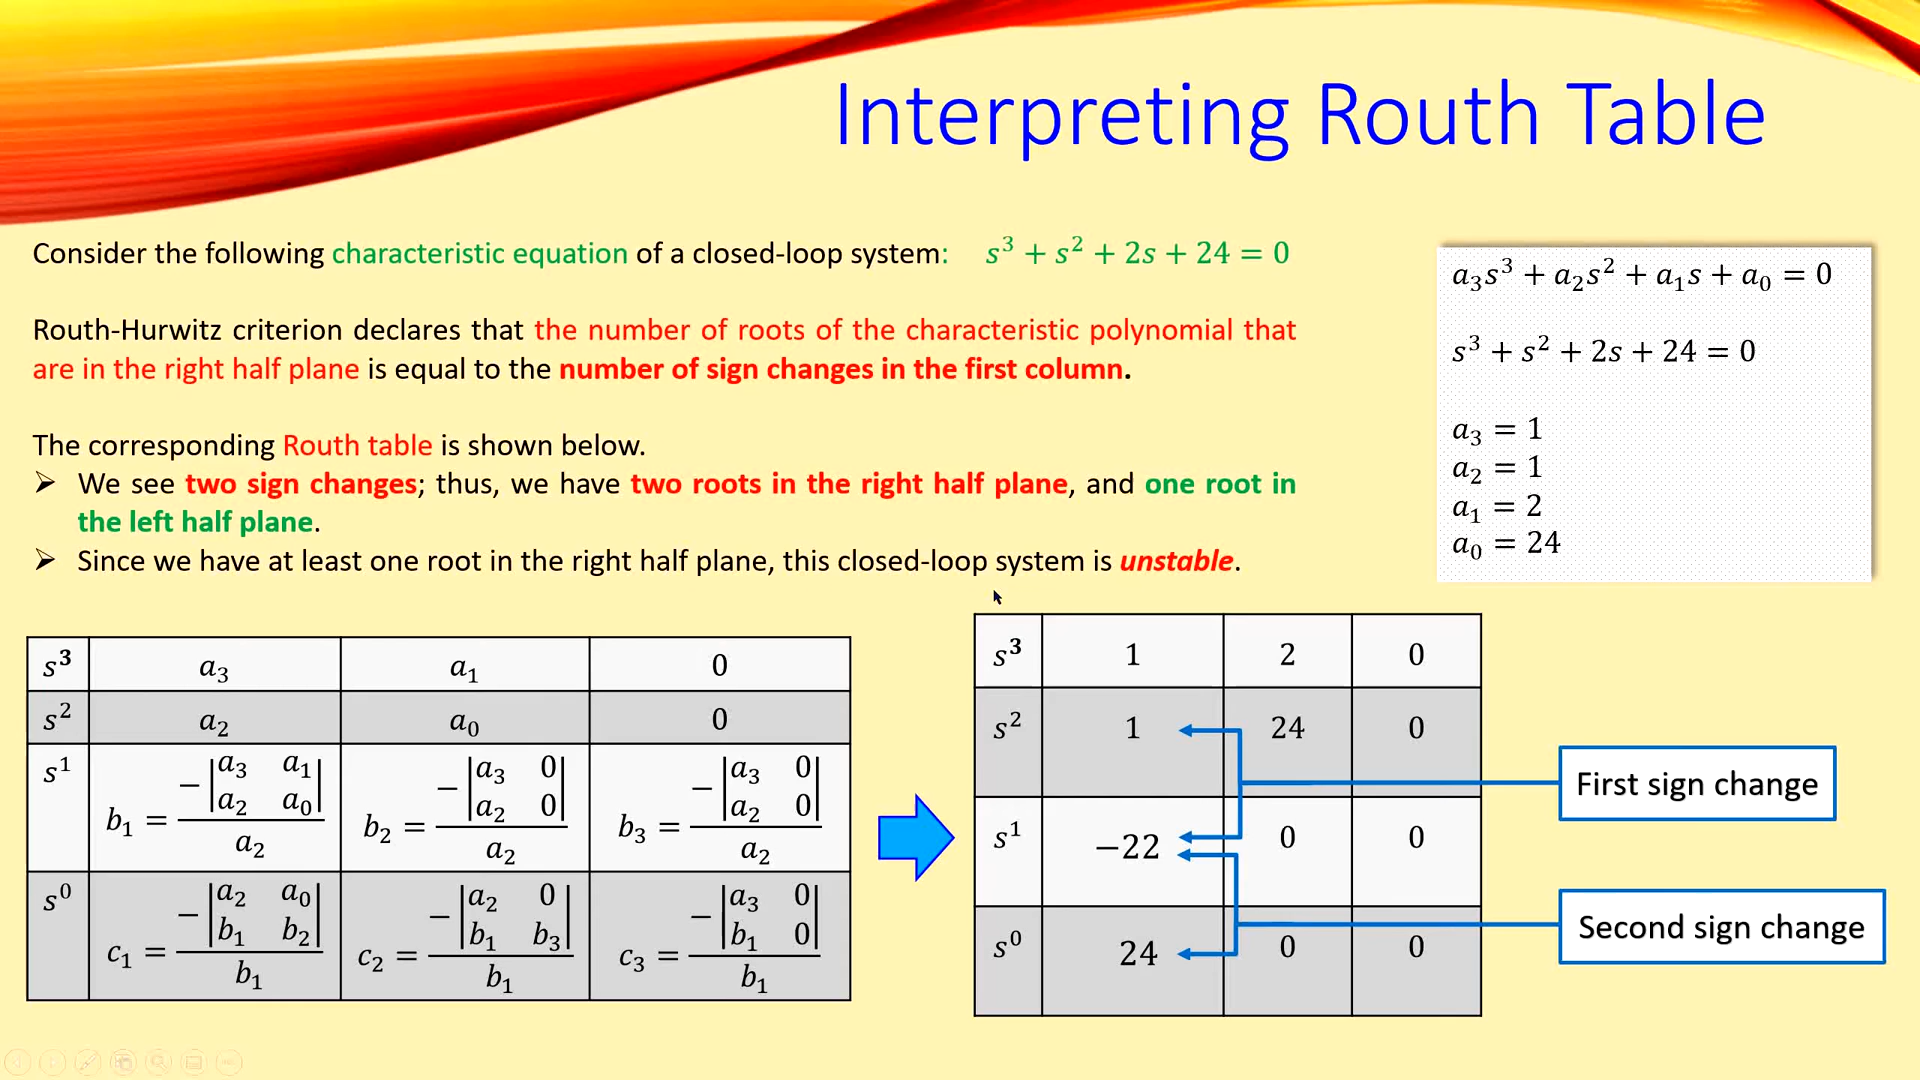 Interpreting Routh Table
Consider the following characteristic equation of a closed-loop system: s³ + s² + 2s + 24 = 0
Routh-Hurwitz criterion declares that the number of roots of the characteristic polynomial that
are in the right half plane is equal to the number of sign changes in the first column.
The corresponding Routh table is shown below.
➢ We see two sign changes; thus, we have two roots in the right half plane, and one root in
the left half plane.
➢ Since we have at least one root in the right half plane, this closed-loop system is unstable.
a₃s³ + a₂s² + a₁s + a₀ = 0
s³ + s² + 2s + 24 = 0
a₃ = 1
a₂ = 1
a₁ = 2
a₀ = 24
s³ a₃ a₁ 0
s² a₂ a₀ 0
s¹ b₁ = −|a₃ a₁; a₂ a₀| / a₂ b₂ = −|a₃ 0; a₂ 0| / a₂ b₃ = −|a₃ 0; a₂ 0| / a₂
s⁰ c₁ = −|a₂ a₀; b₁ b₂| / b₁ c₂ = −|a₂ 0; b₁ b₃| / b₁ c₃ = −|a₃ 0; b₁ 0| / b₁
s³ 1 2 0
s² 1 24 0
s¹ −22 0 0
s⁰ 24 0 0
First sign change
Second sign change